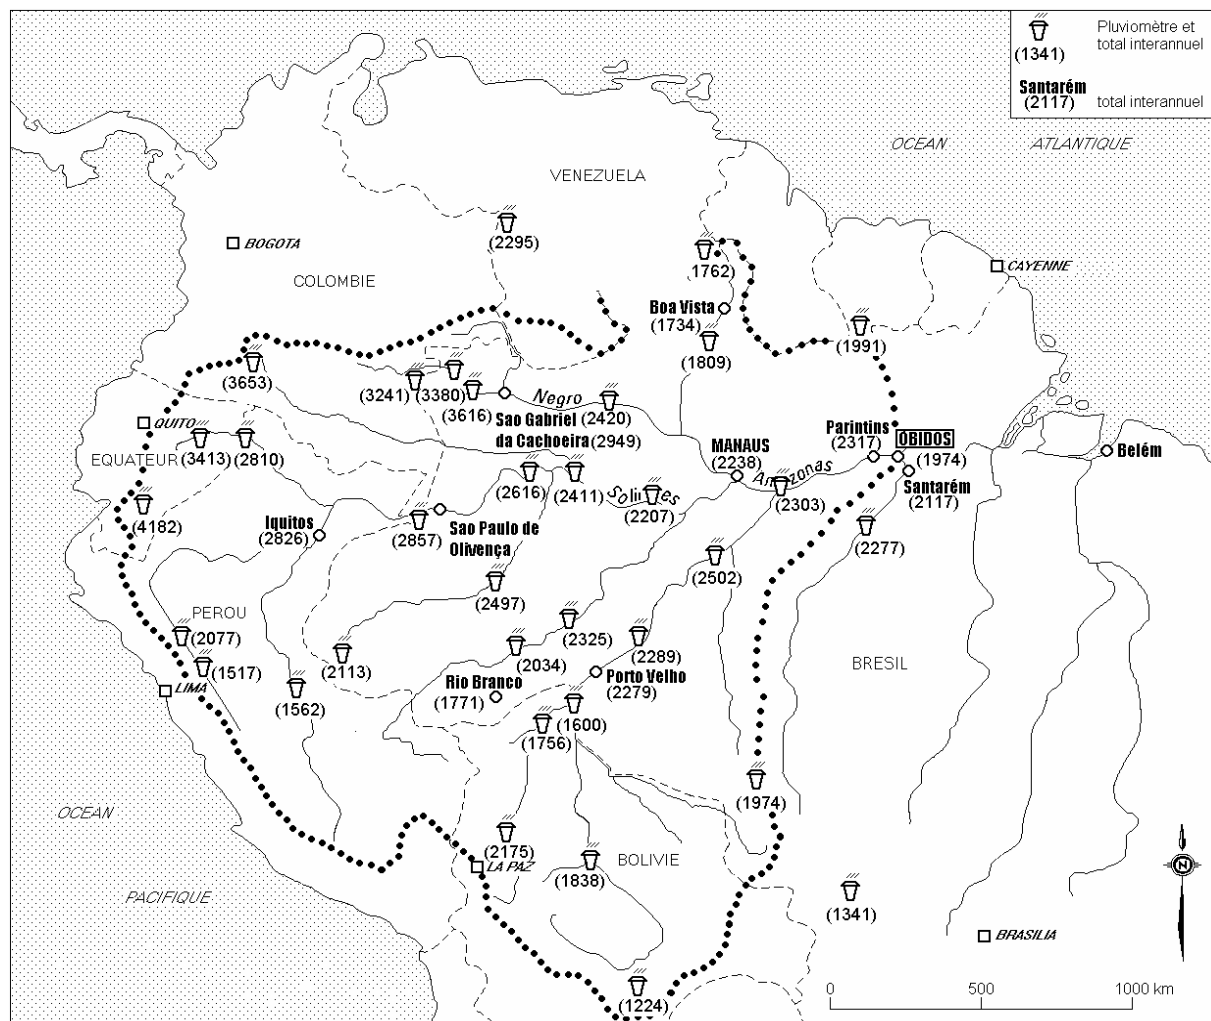 Pluviomètre et
total interannuel
(1341)
Santarém
(2117)
total interannuel
OCEAN
ATLANTIQUE
VENEZUELA
(2295)
BOGOTA
COLOMBIE
(1762)
CAYENNE
Boa Vista
(1734)
(1809)
(1991)
(3653)
(3241)
(3380)
(3616)
Negro
(2420)
Sao Gabriel
da Cachoeira (2949)
QUITO
(3413)
(2810)
EQUATEUR
MANAUS
(2238)
Parintins
(2317)
OBIDOS
(1974)
Belém
Amazonas
Santarém
(2117)
(2616)
(2411)
Solimoes
(2207)
(2303)
(4182)
Iquitos
(2826)
(2857)
Sao Paulo de
Olivença
(2277)
(2502)
(2497)
PEROU
(2077)
(1517)
(2325)
(2289)
(2034)
(2113)
BRESIL
LIMA
(1562)
Rio Branco
(1771)
Porto Velho
(2279)
(1600)
(1756)
(1974)
OCEAN
PACIFIQUE
(2175)
LA PAZ
BOLIVIE
(1838)
(1341)
N
BRASILIA
(1224)
0
500
1000 km